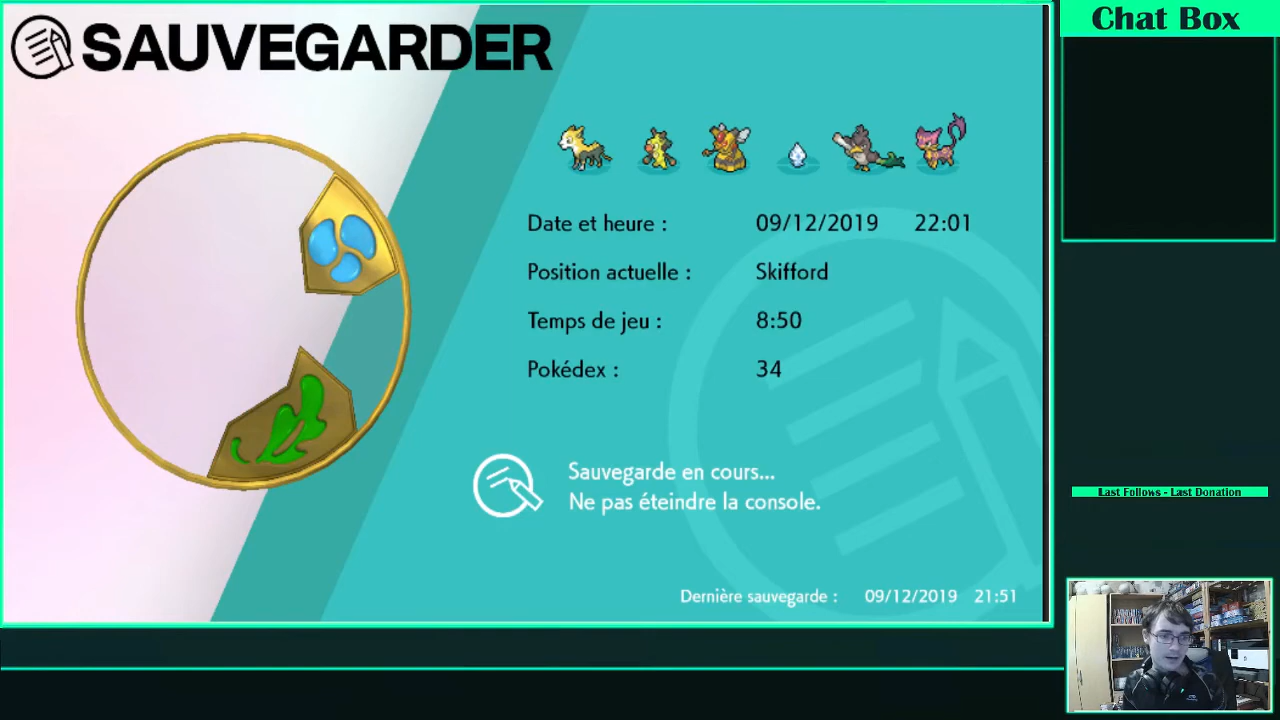 SAUVEGARDER
Chat Box
Date et heure : 09/12/2019 22:01
Position actuelle : Skifford
Temps de jeu : 8:50
Pokédex : 34
Sauvegarde en cours...
Ne pas éteindre la console.
Last Follows - Last Donation
Dernière sauvegarde : 09/12/2019 21:51